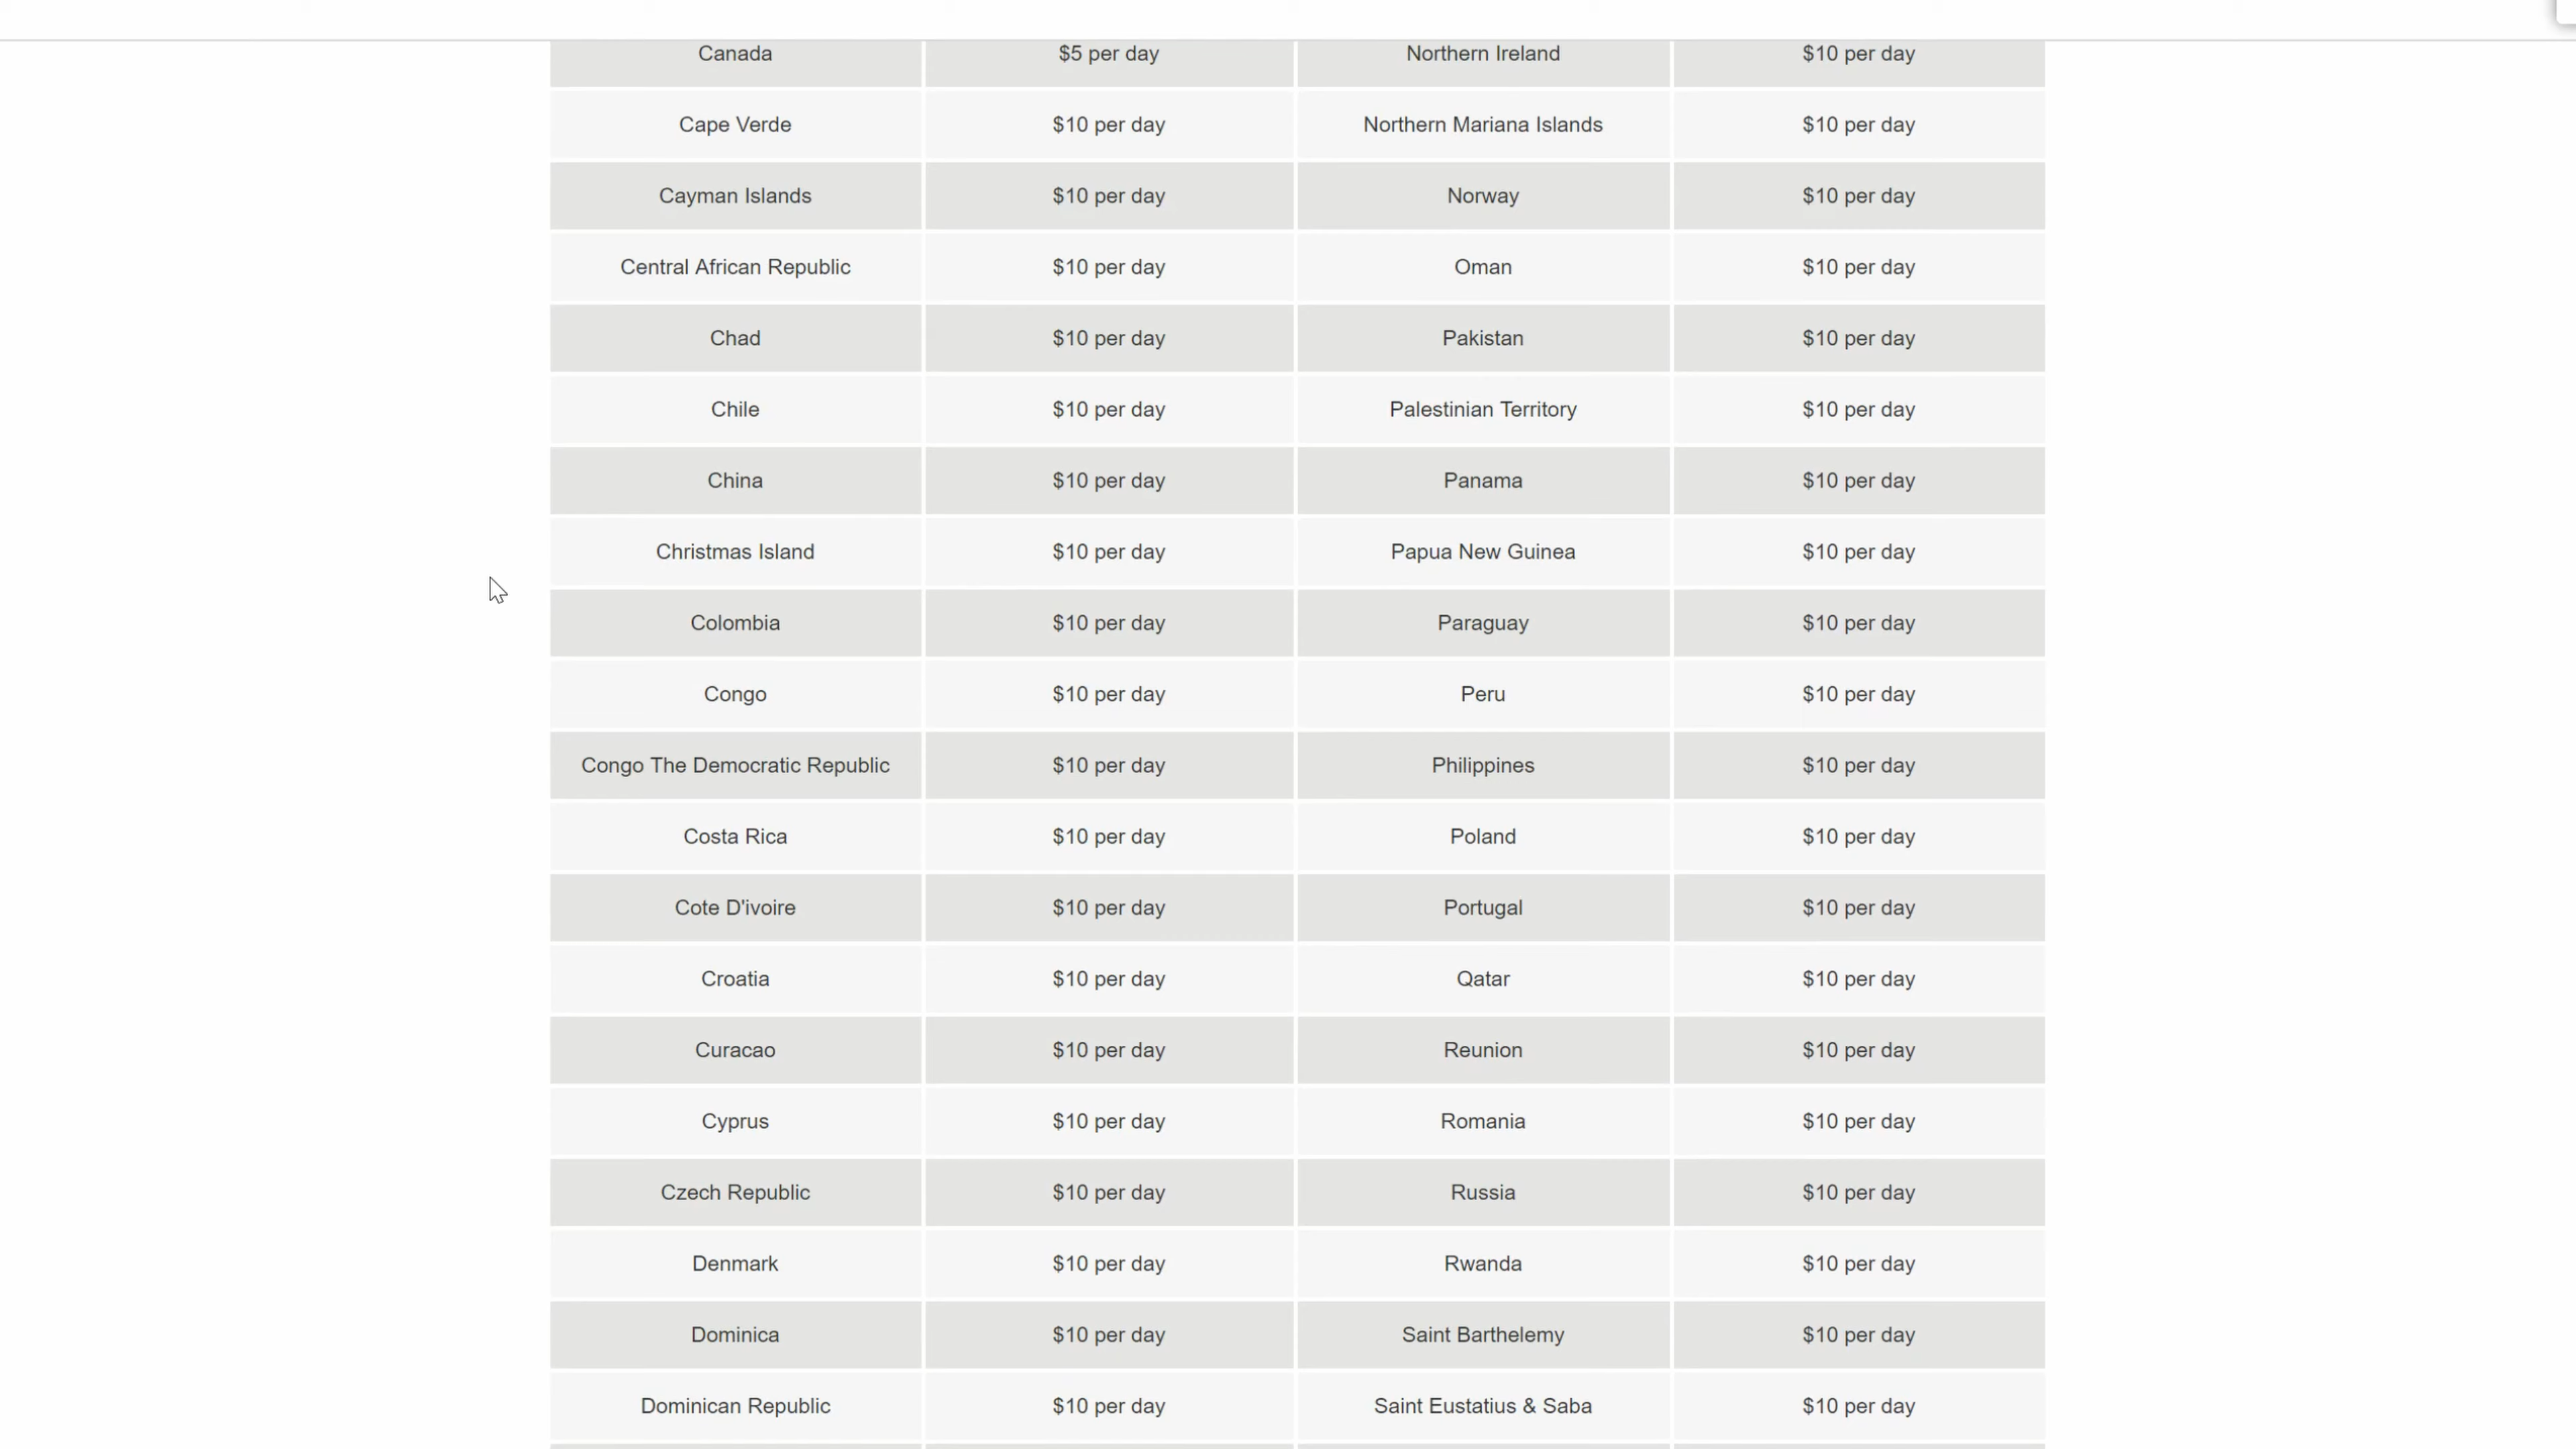 Canada $5 per day Northern Ireland $10 per day
Cape Verde $10 per day Northern Mariana Islands $10 per day
Cayman Islands $10 per day Norway $10 per day
Central African Republic $10 per day Oman $10 per day
Chad $10 per day Pakistan $10 per day
Chile $10 per day Palestinian Territory $10 per day
China $10 per day Panama $10 per day
Christmas Island $10 per day Papua New Guinea $10 per day
Colombia $10 per day Paraguay $10 per day
Congo $10 per day Peru $10 per day
Congo The Democratic Republic $10 per day Philippines $10 per day
Costa Rica $10 per day Poland $10 per day
Cote D'ivoire $10 per day Portugal $10 per day
Croatia $10 per day Qatar $10 per day
Curacao $10 per day Reunion $10 per day
Cyprus $10 per day Romania $10 per day
Czech Republic $10 per day Russia $10 per day
Denmark $10 per day Rwanda $10 per day
Dominica $10 per day Saint Barthelemy $10 per day
Dominican Republic $10 per day Saint Eustatius & Saba $10 per day